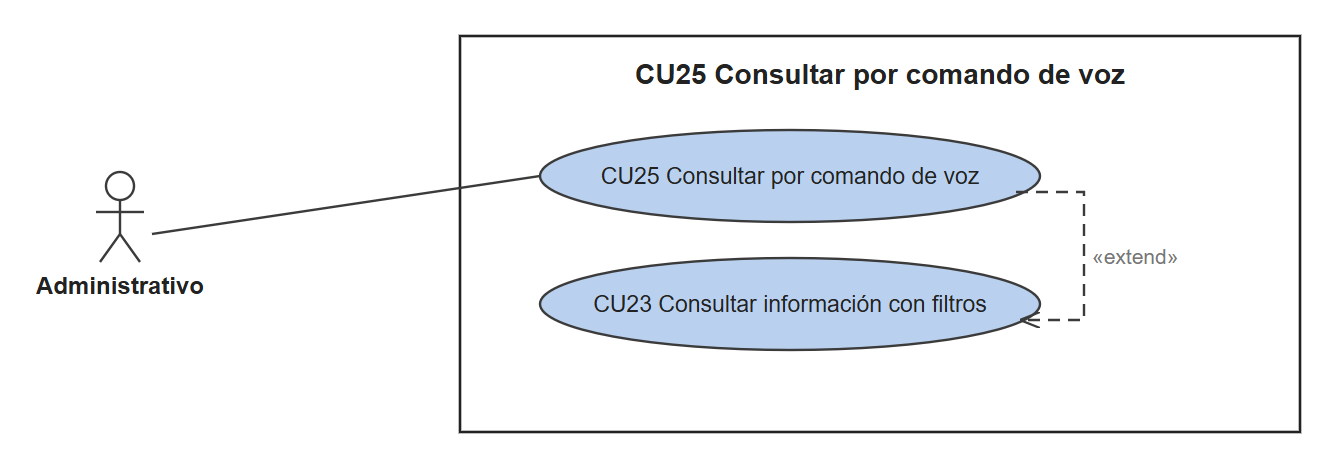 CU25 Consultar por comando de voz
CU25 Consultar por comando de voz
«extend»
CU23 Consultar información con filtros
Administrativo